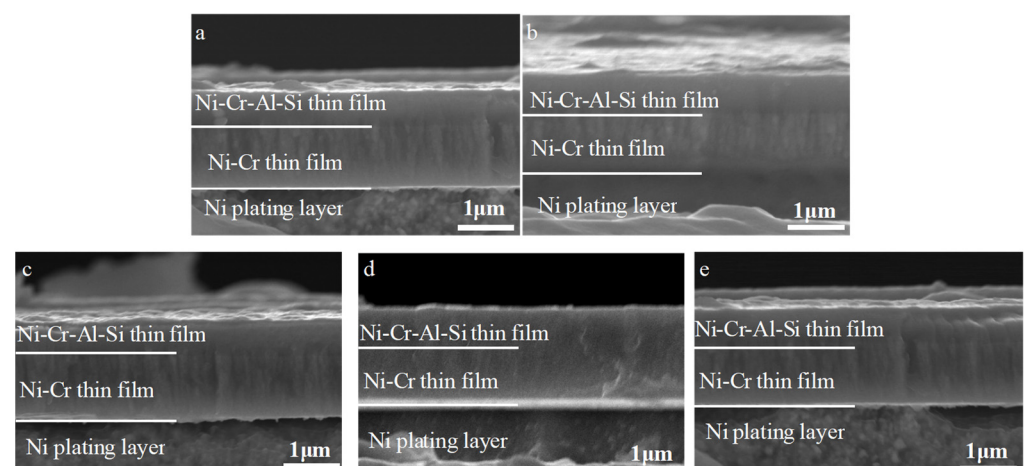 a
Ni-Cr-Al-Si thin film
Ni-Cr thin film
Ni plating layer
1μm
b
Ni-Cr-Al-Si thin film
Ni-Cr thin film
Ni plating layer
1μm
c
Ni-Cr-Al-Si thin film
Ni-Cr thin film
Ni plating layer
1μm
d
Ni-Cr-Al-Si thin film
Ni-Cr thin film
Ni plating layer
1μm
e
Ni-Cr-Al-Si thin film
Ni-Cr thin film
Ni plating layer
1μm